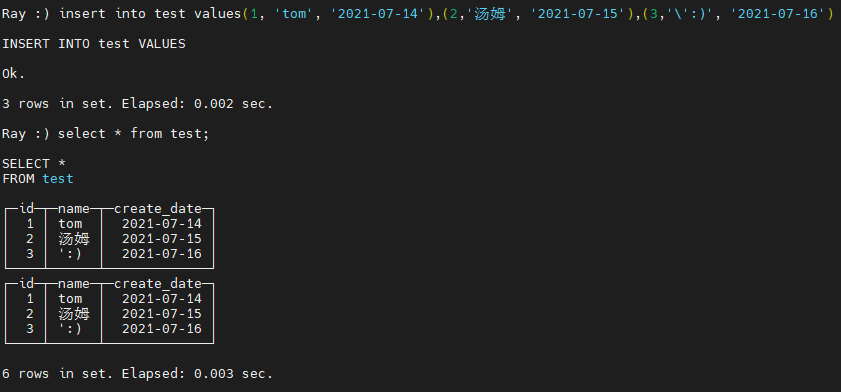 Ray :) insert into test values(1, 'tom', '2021-07-14'),(2,'汤姆', '2021-07-15'),(3,'\':)', '2021-07-16')
INSERT INTO test VALUES
Ok.
3 rows in set. Elapsed: 0.002 sec.
Ray :) select * from test;
SELECT *
FROM test
┌─id─┬─name─┬─create_date─┐
│  1 │ tom  │  2021-07-14 │
│  2 │ 汤姆 │  2021-07-15 │
│  3 │ ':)  │  2021-07-16 │
└────┴──────┴─────────────┘
┌─id─┬─name─┬─create_date─┐
│  1 │ tom  │  2021-07-14 │
│  2 │ 汤姆 │  2021-07-15 │
│  3 │ ':)  │  2021-07-16 │
└────┴──────┴─────────────┘
6 rows in set. Elapsed: 0.003 sec.